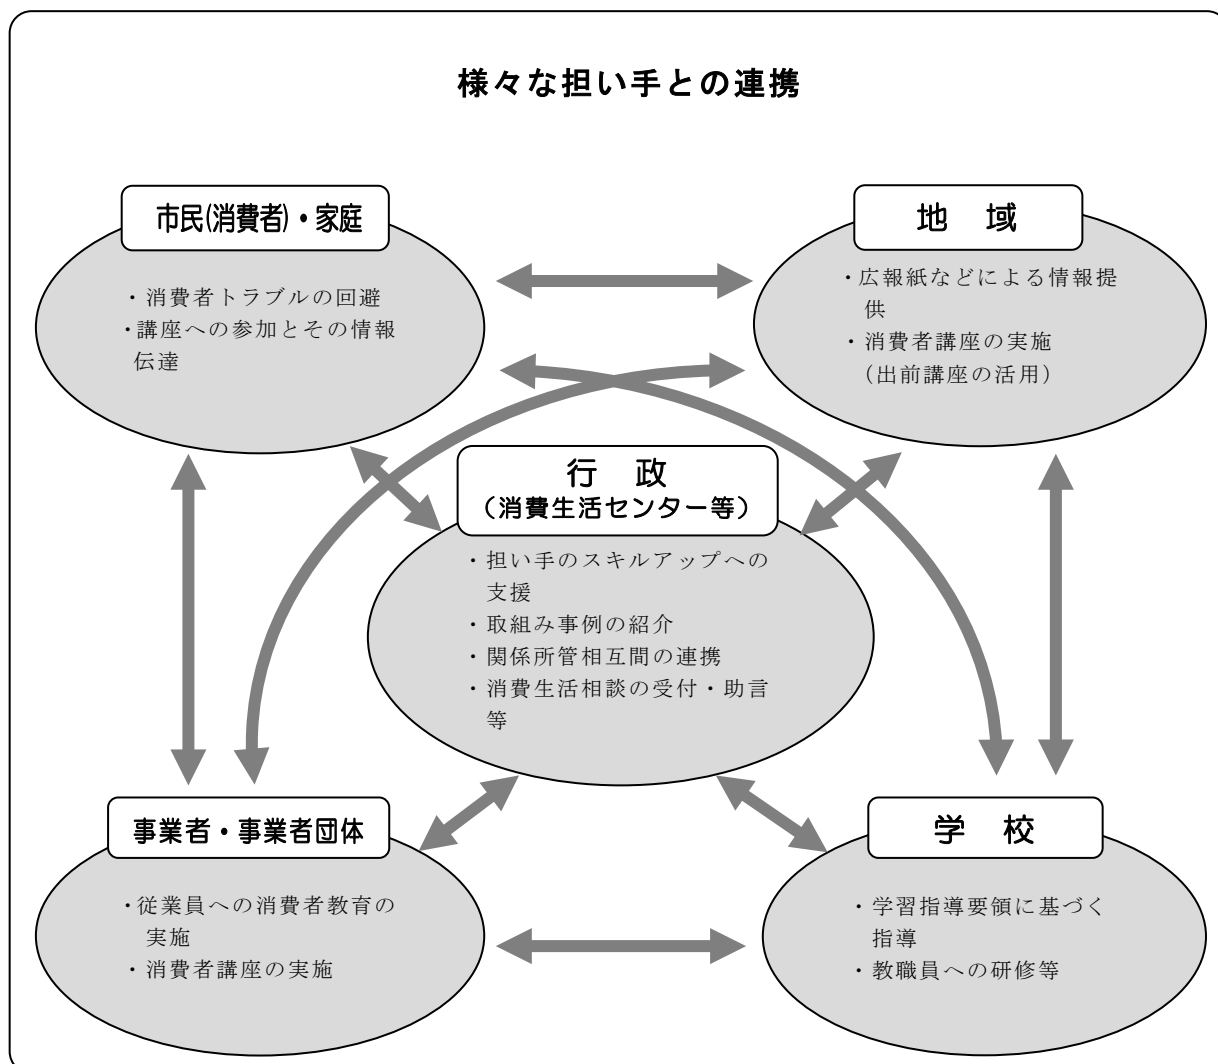 様々な担い手との連携
市民(消費者)・家庭
・消費者トラブルの回避
・講座への参加とその情報
伝達
地　域
・広報紙などによる情報提
供
・消費者講座の実施
（出前講座の活用）
行　政
（消費生活センター等）
・担い手のスキルアップへの
支援
・取組み事例の紹介
・関係所管相互間の連携
・消費生活相談の受付・助言
等
事業者・事業者団体
・従業員への消費者教育の
実施
・消費者講座の実施
学　校
・学習指導要領に基づく
指導
・教職員への研修等